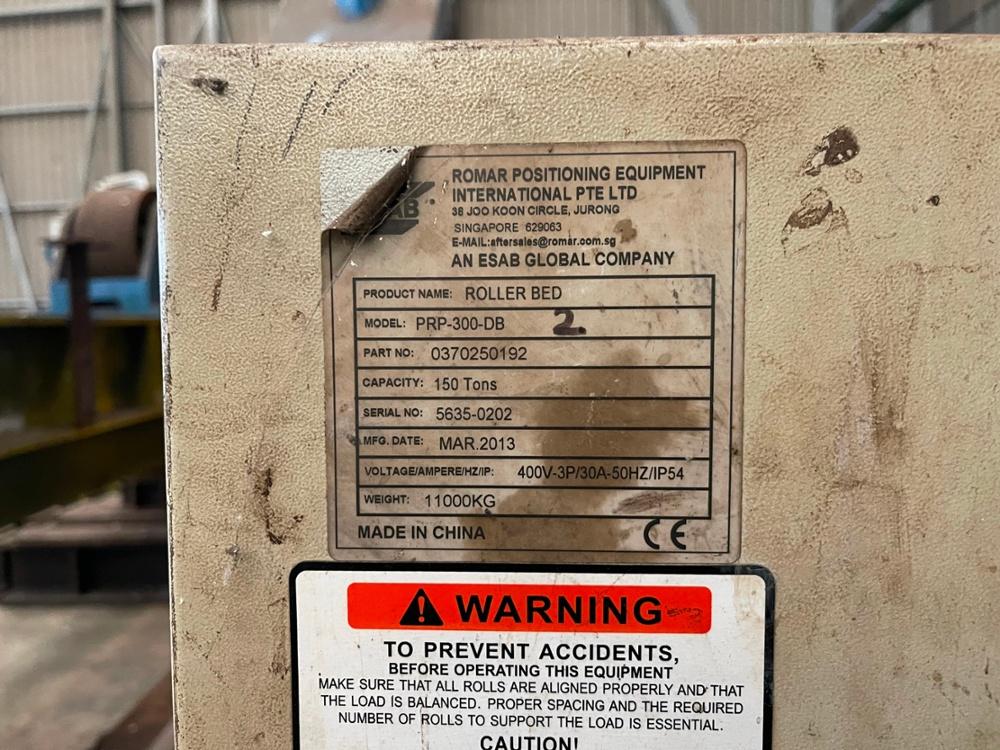 AB
ROMAR POSITIONING EQUIPMENT
INTERNATIONAL PTE LTD
38 JOO KOON CIRCLE, JURONG
SINGAPORE 629063
E-MAIL:aftersales@romar.com.sg
AN ESAB GLOBAL COMPANY
PRODUCT NAME: ROLLER BED
MODEL: PRP-300-DB 2
PART NO: 0370250192
CAPACITY: 150 Tons
SERIAL NO: 5635-0202
MFG. DATE: MAR.2013
VOLTAGE/AMPERE/HZ/IP: 400V-3P/30A-50HZ/IP54
WEIGHT: 11000KG
MADE IN CHINA CE
WARNING
TO PREVENT ACCIDENTS,
BEFORE OPERATING THIS EQUIPMENT
MAKE SURE THAT ALL ROLLS ARE ALIGNED PROPERLY AND THAT
THE LOAD IS BALANCED. PROPER SPACING AND THE REQUIRED
NUMBER OF ROLLS TO SUPPORT THE LOAD IS ESSENTIAL.
CAUTION!